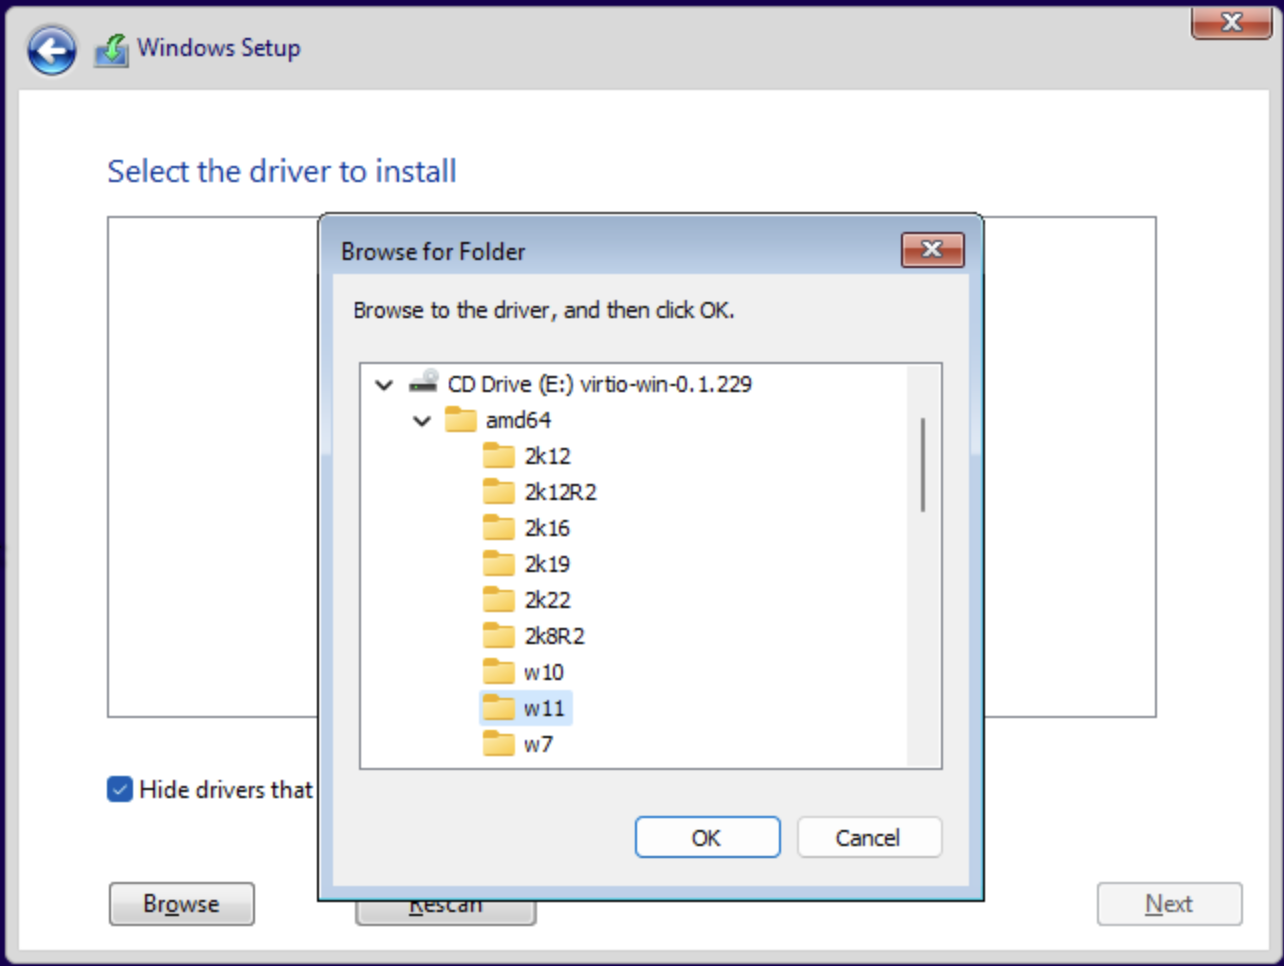 Windows Setup
Select the driver to install
Browse for Folder
Browse to the driver, and then click OK.
CD Drive (E:) virtio-win-0.1.229
amd64
2k12
2k12R2
2k16
2k19
2k22
2k8R2
w10
w11
w7
Hide drivers that
OK
Cancel
Browse
Rescan
Next